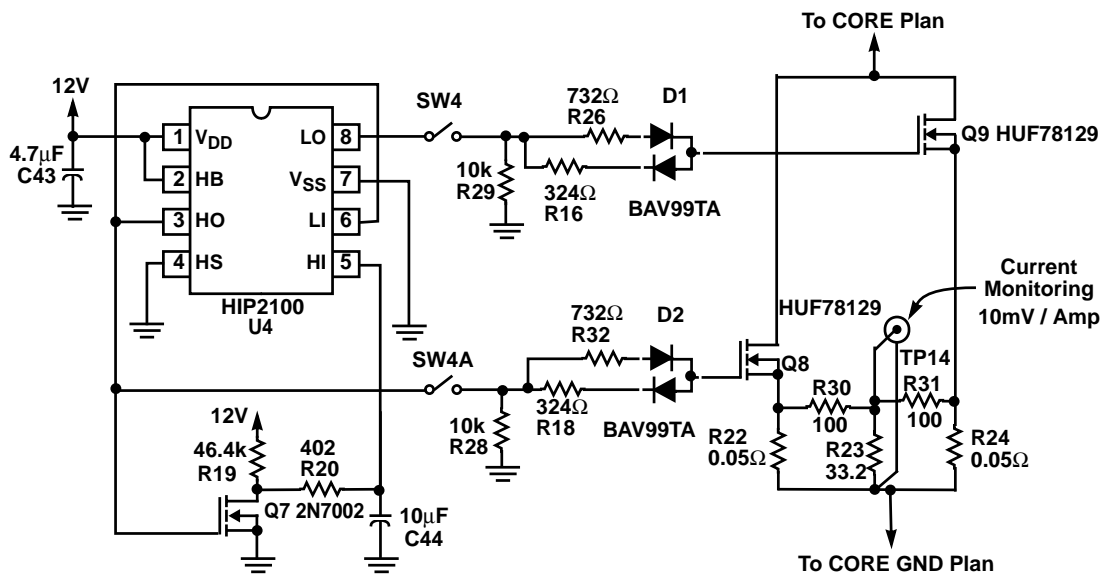 To CORE Plan
12V
SW4
732Ω
R26
D1
1 VDD
LO 8
Q9 HUF78129
4.7µF
C43
2 HB
VSS 7
10k
R29
324Ω
R16
BAV99TA
3 HO
LI 6
4 HS
HI 5
HIP2100
U4
Current
Monitoring
10mV / Amp
HUF78129
732Ω
R32
D2
TP14
SW4A
Q8
R30
100
R31
100
10k
R28
324Ω
R18
BAV99TA
R22
0.05Ω
R23
33.2
R24
0.05Ω
12V
46.4k
R19
402
R20
Q7 2N7002
10µF
C44
To CORE GND Plan